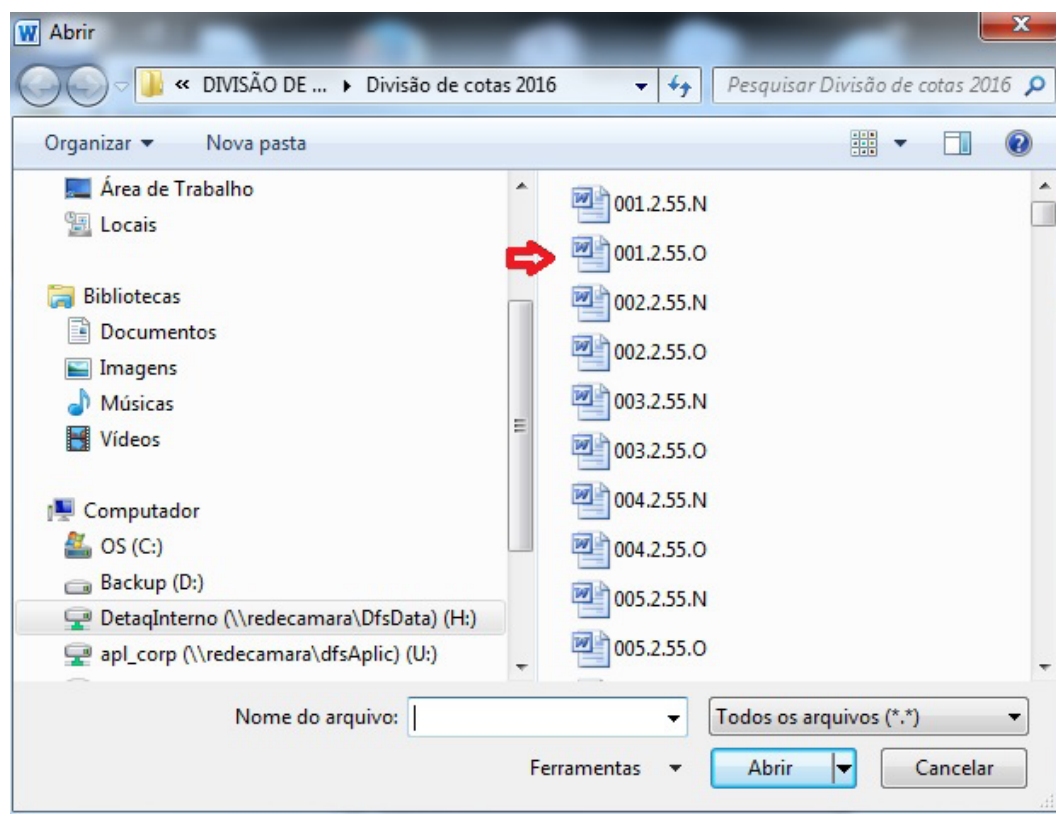 Abrir
« DIVISÃO DE ... ▸ Divisão de cotas 2016
Pesquisar Divisão de cotas 2016
Organizar
Nova pasta
Área de Trabalho
Locais
Bibliotecas
Documentos
Imagens
Músicas
Vídeos
Computador
OS (C:)
Backup (D:)
DetaqInterno (\\redecamara\DfsData) (H:)
apl_corp (\\redecamara\dfsAplic) (U:)
001.2.55.N
001.2.55.O
002.2.55.N
002.2.55.O
003.2.55.N
003.2.55.O
004.2.55.N
004.2.55.O
005.2.55.N
005.2.55.O
Nome do arquivo:
Todos os arquivos (*.*)
Ferramentas
Abrir
Cancelar